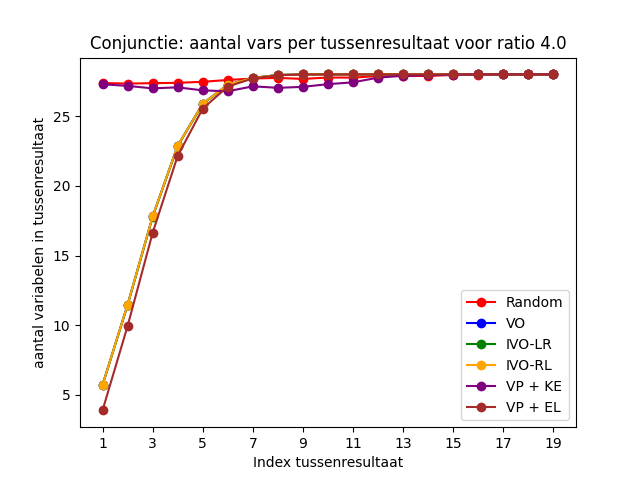 Conjunctie: aantal vars per tussenresultaat voor ratio 4.0
aantal variabelen in tussenresultaat
25
20
15
10
5
Random
VO
IVO-LR
IVO-RL
VP + KE
VP + EL
1 3 5 7 9 11 13 15 17 19
Index tussenresultaat